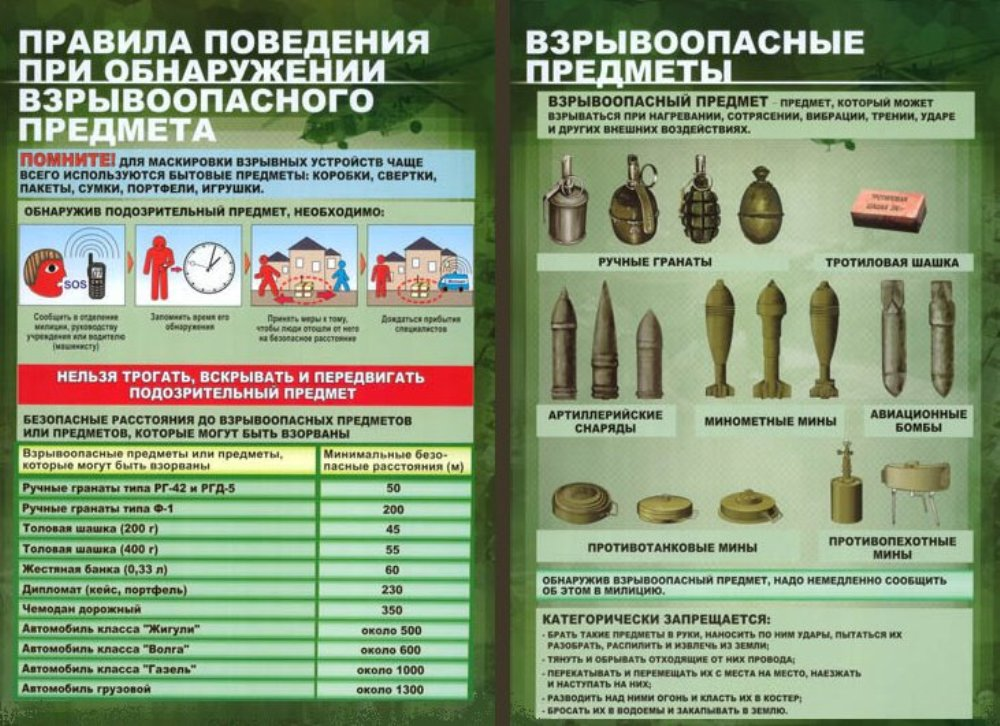 ПРАВИЛА ПОВЕДЕНИЯ
ПРИ ОБНАРУЖЕНИИ
ВЗРЫВООПАСНОГО
ПРЕДМЕТА
ПОМНИТЕ! ДЛЯ МАСКИРОВКИ ВЗРЫВНЫХ УСТРОЙСТВ ЧАЩЕ
ВСЕГО ИСПОЛЬЗУЮТСЯ БЫТОВЫЕ ПРЕДМЕТЫ: КОРОБКИ, СВЕРТКИ,
ПАКЕТЫ, СУМКИ, ПОРТФЕЛИ, ИГРУШКИ.
ОБНАРУЖИВ ПОДОЗРИТЕЛЬНЫЙ ПРЕДМЕТ, НЕОБХОДИМО:
SOS
Сообщить в отделение
милиции, руководству
учреждения или водителю
(машинисту)
Запомнить время его
обнаружения
Принять меры к тому,
чтобы люди отошли от него
на безопасное расстояние
Дождаться прибытия
специалистов
НЕЛЬЗЯ ТРОГАТЬ, ВСКРЫВАТЬ И ПЕРЕДВИГАТЬ
ПОДОЗРИТЕЛЬНЫЙ ПРЕДМЕТ
БЕЗОПАСНЫЕ РАССТОЯНИЯ ДО ВЗРЫВООПАСНЫХ ПРЕДМЕТОВ
ИЛИ ПРЕДМЕТОВ, КОТОРЫЕ МОГУТ БЫТЬ ВЗОРВАНЫ
Взрывоопасные предметы или предметы,
которые могут быть взорваны
Минимальные безо-
пасные расстояния (м)
Ручные гранаты типа РГ-42 и РГД-5 50
Ручные гранаты типа Ф-1 200
Толовая шашка (200 г) 45
Толовая шашка (400 г) 55
Жестяная банка (0,33 л) 60
Дипломат (кейс, портфель) 230
Чемодан дорожный 350
Автомобиль класса "Жигули" около 500
Автомобиль класса "Волга" около 600
Автомобиль класса "Газель" около 1000
Автомобиль грузовой около 1300
ВЗРЫВООПАСНЫЕ
ПРЕДМЕТЫ
ВЗРЫВООПАСНЫЙ ПРЕДМЕТ - ПРЕДМЕТ, КОТОРЫЙ МОЖЕТ
ВЗРЫВАТЬСЯ ПРИ НАГРЕВАНИИ, СОТРЯСЕНИИ, ВИБРАЦИИ, ТРЕНИИ, УДАРЕ
И ДРУГИХ ВНЕШНИХ ВОЗДЕЙСТВИЯХ.
ТРОТИЛОВАЯ
РУЧНЫЕ ГРАНАТЫ
ТРОТИЛОВАЯ ШАШКА
АРТИЛЛЕРИЙСКИЕ
СНАРЯДЫ
МИНОМЕТНЫЕ МИНЫ
АВИАЦИОННЫЕ
БОМБЫ
ПРОТИВОТАНКОВЫЕ МИНЫ
ПРОТИВОПЕХОТНЫЕ
МИНЫ
ОБНАРУЖИВ ВЗРЫВООПАСНЫЙ ПРЕДМЕТ, НАДО НЕМЕДЛЕННО СООБЩИТЬ
ОБ ЭТОМ В МИЛИЦИЮ.
КАТЕГОРИЧЕСКИ ЗАПРЕЩАЕТСЯ:
- БРАТЬ ТАКИЕ ПРЕДМЕТЫ В РУКИ, НАНОСИТЬ ПО НИМ УДАРЫ, ПЫТАТЬСЯ ИХ
РАЗОБРАТЬ, РАСПИЛИТЬ И ИЗВЛЕЧЬ ИЗ ЗЕМЛИ;
- ТЯНУТЬ И ОБРЫВАТЬ ОТХОДЯЩИЕ ОТ НИХ ПРОВОДА;
- ПЕРЕКАТЫВАТЬ И ПЕРЕМЕЩАТЬ ИХ С МЕСТА НА МЕСТО, НАЕЗЖАТЬ
И НАСТУПАТЬ НА НИХ;
- РАЗВОДИТЬ НАД НИМИ ОГОНЬ И КЛАСТЬ ИХ В КОСТЕР;
- БРОСАТЬ ИХ В ВОДОЕМЫ И ЗАКАПЫВАТЬ В ЗЕМЛЮ.